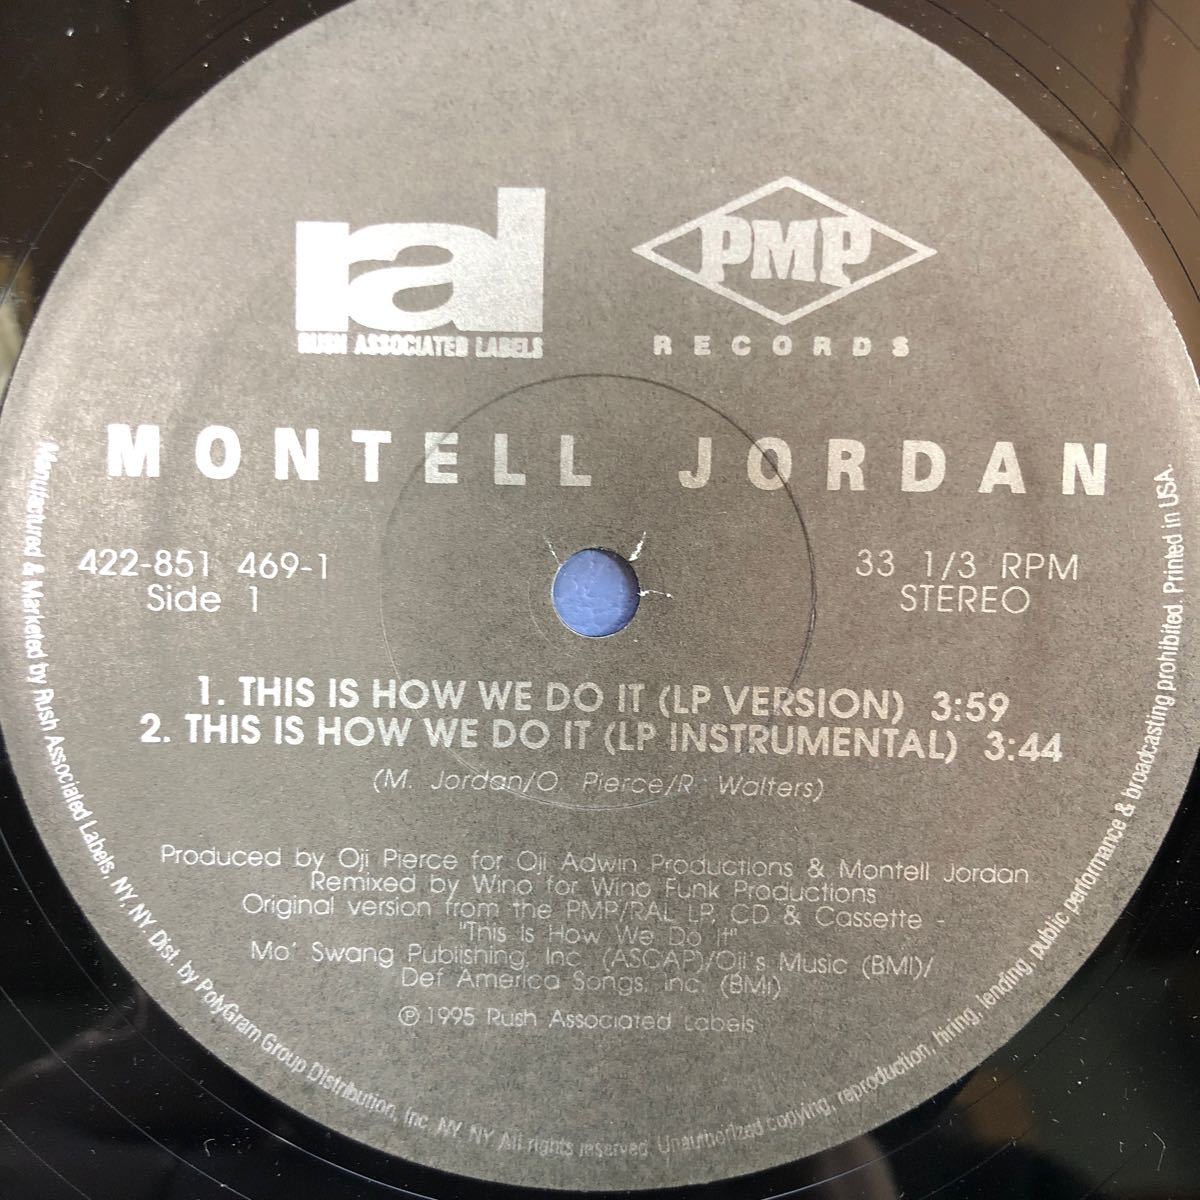 ral
RUSH ASSOCIATED LABELS
PMP
RECORDS
MONTELL JORDAN
422-851 469-1
Side 1
33 1/3 RPM
STEREO
1. THIS IS HOW WE DO IT (LP VERSION) 3:59
2. THIS IS HOW WE DO IT (LP INSTRUMENTAL) 3:44
(M. Jordan/O. Pierce/R. Walters)
Produced by Oji Pierce for Oji Adwin Productions & Montell Jordan
Remixed by Wino for Wino Funk Productions
Original version from the PMP/RAL LP, CD & Cassette -
"This Is How We Do It"
Mo' Swang Publishing, Inc. (ASCAP)/Oji's Music (BMI)/
Def America Songs, Inc. (BMI)
℗ 1995 Rush Associated Labels
Manufactured & Marketed by Rush Associated Labels, NY, NY. Dist. by PolyGram Group Distribution, Inc. NY, NY. All rights reserved. Unauthorized copying, reproduction, hiring, lending, public performance & broadcasting prohibited. Printed in USA.